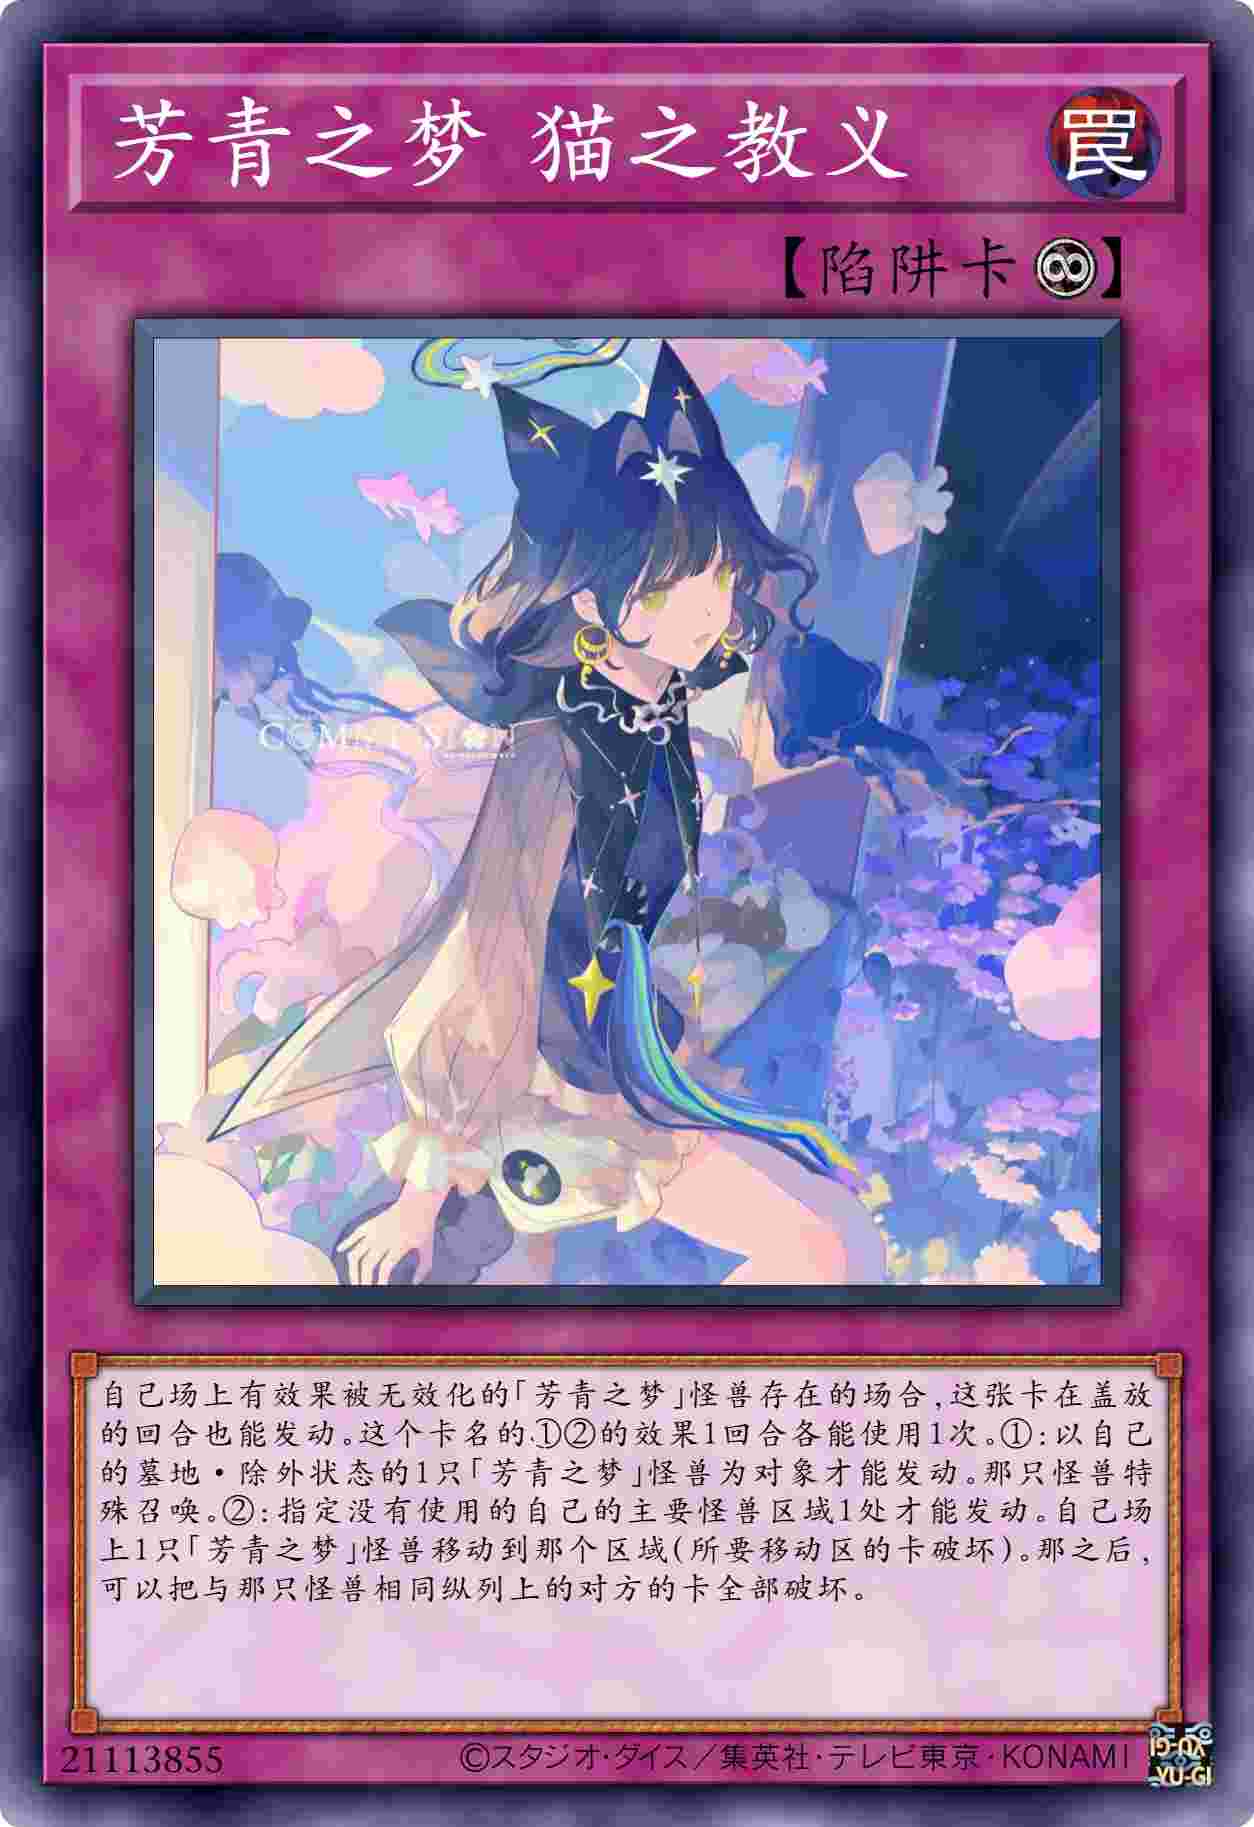 芳青之梦 猫之教义
罠
【陷阱卡】
自己场上有效果被无效化的「芳青之梦」怪兽存在的场合,这张卡在盖放
的回合也能发动。这个卡名的①②的效果1回合各能使用1次。①:以自己
的墓地·除外状态的1只「芳青之梦」怪兽为对象才能发动。那只怪兽特
殊召唤。②:指定没有使用的自己的主要怪兽区域1处才能发动。自己场
上1只「芳青之梦」怪兽移动到那个区域(所要移动区的卡破坏)。那之后,
可以把与那只怪兽相同纵列上的对方的卡全部破坏。
21113855
©スタジオ·ダイス／集英社·テレビ東京·KONAMI
YU-GI